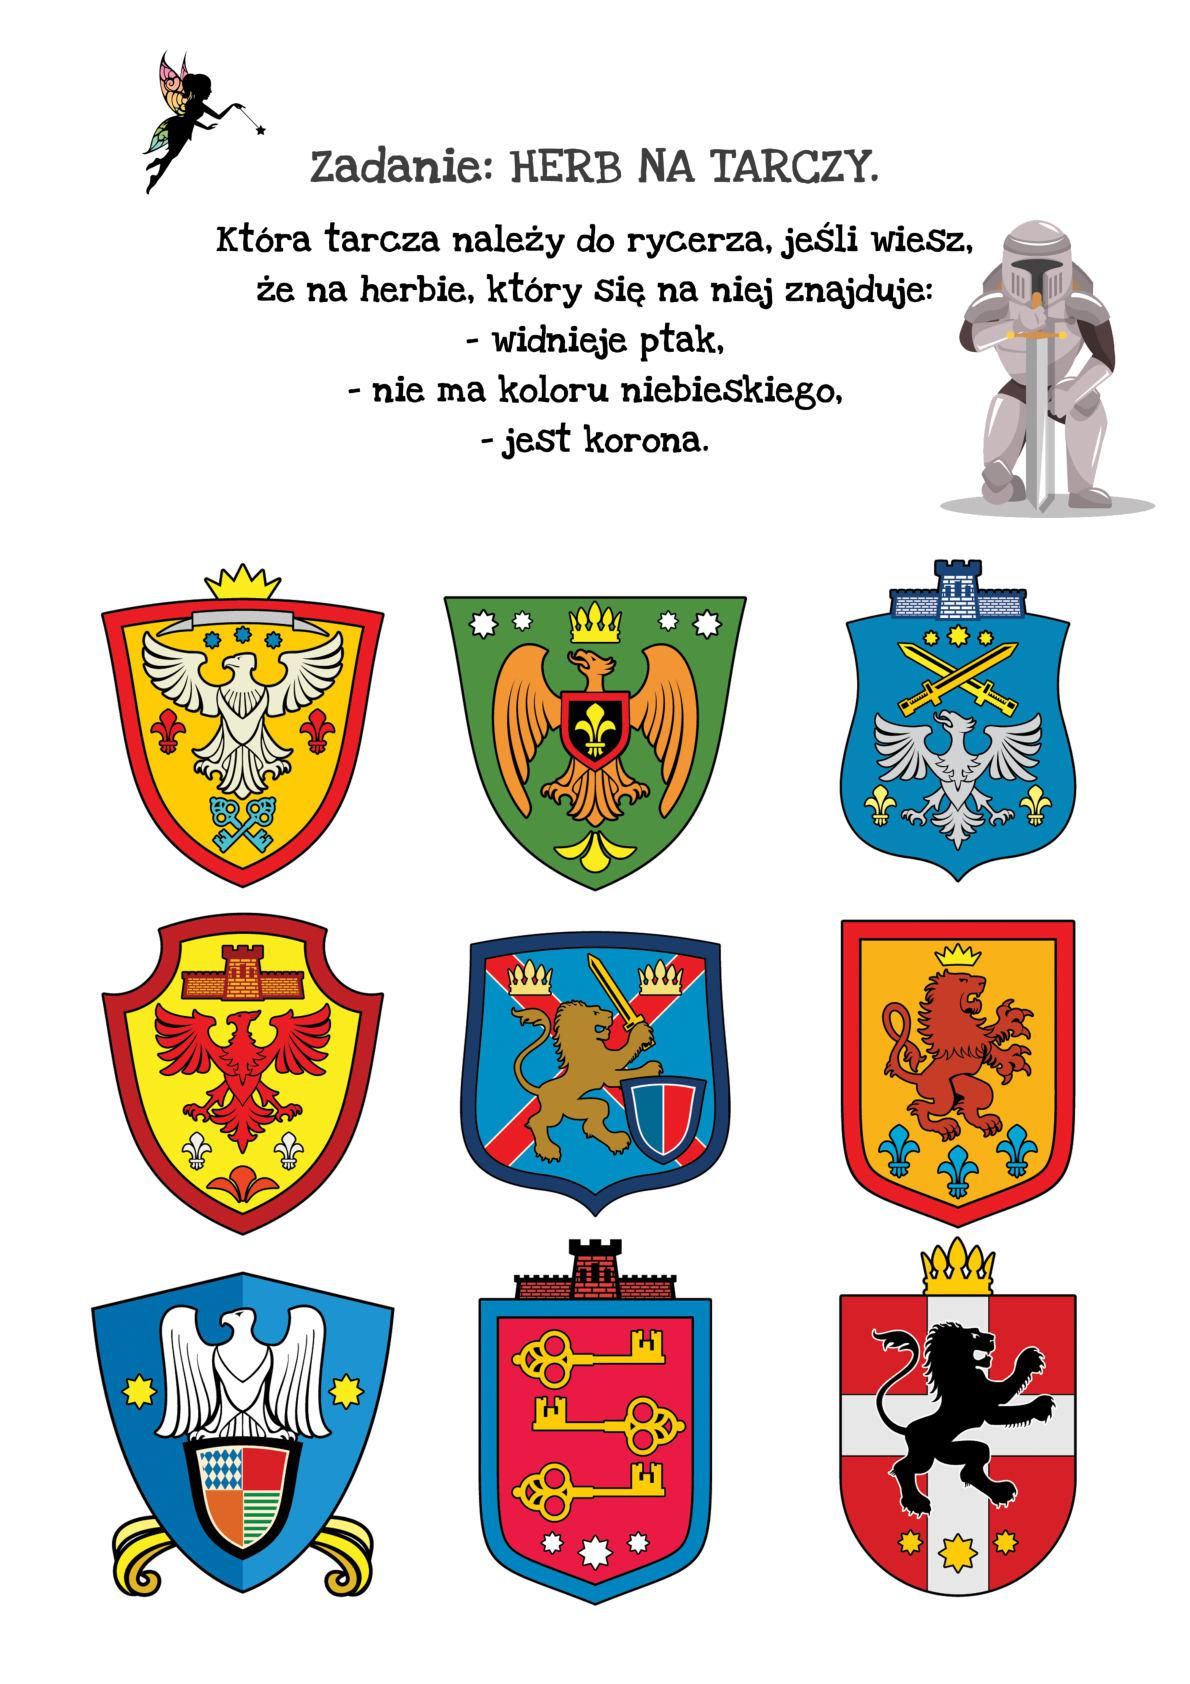 Zadanie: HERB NA TARCZY.
Która tarcza należy do rycerza, jeśli wiesz,
że na herbie, który się na niej znajduje:
- widnieje ptak,
- nie ma koloru niebieskiego,
- jest korona.